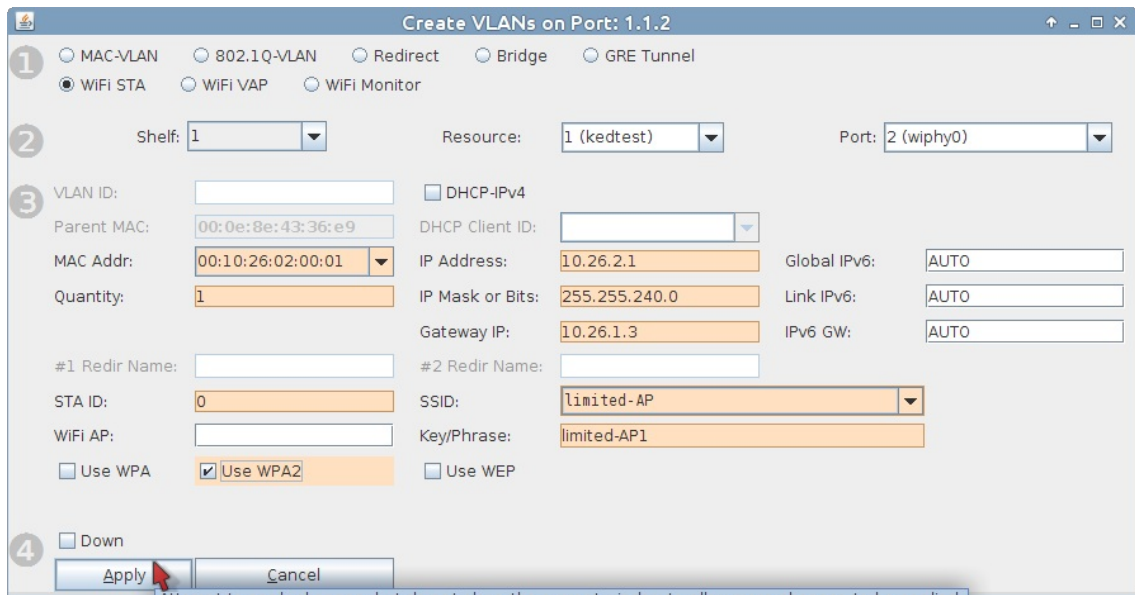 Create VLANs on Port: 1.1.2
1 MAC-VLAN 802.1Q-VLAN Redirect Bridge GRE Tunnel
WiFi STA WiFi VAP WiFi Monitor
2 Shelf: 1 Resource: 1 (kedtest) Port: 2 (wiphy0)
3 VLAN ID: DHCP-IPv4
Parent MAC: 00:0e:8e:43:36:e9 DHCP Client ID:
MAC Addr: 00:10:26:02:00:01 IP Address: 10.26.2.1 Global IPv6: AUTO
Quantity: 1 IP Mask or Bits: 255.255.240.0 Link IPv6: AUTO
Gateway IP: 10.26.1.3 IPv6 GW: AUTO
#1 Redir Name: #2 Redir Name:
STA ID: 0 SSID: limited-AP
WiFi AP: Key/Phrase: limited-AP1
Use WPA Use WPA2 Use WEP
4 Down
Apply Cancel